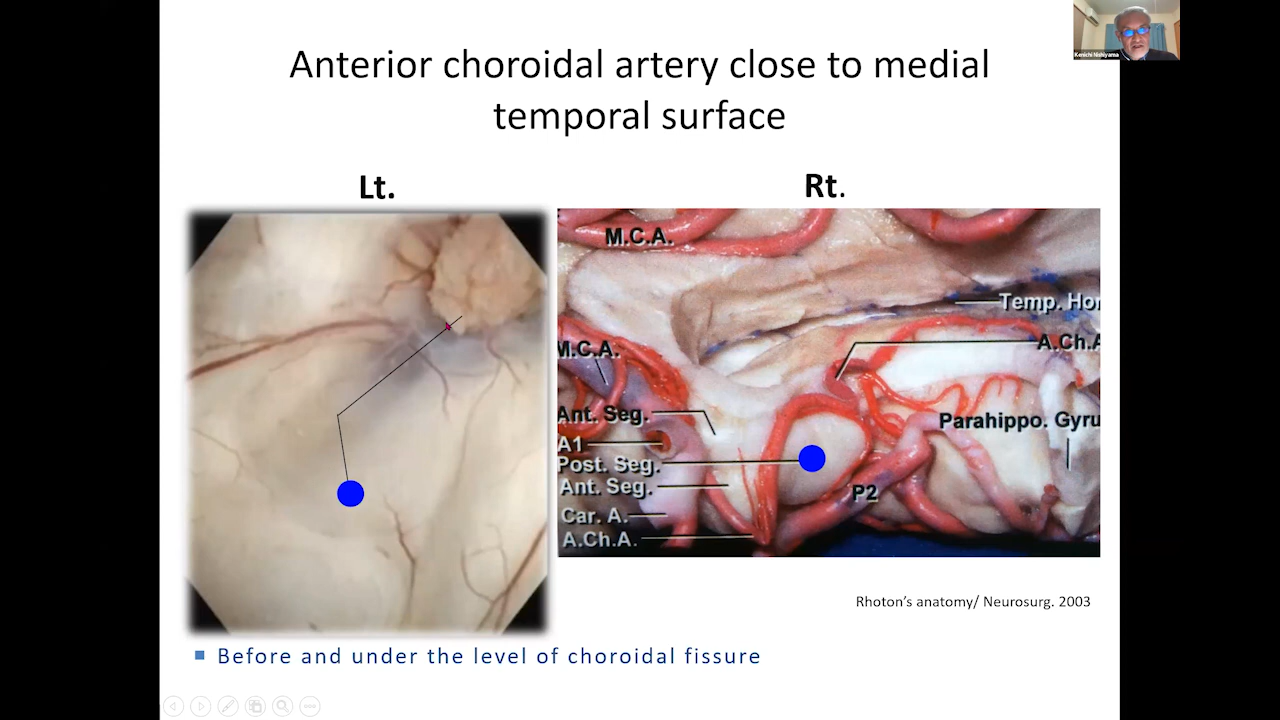 Kenichi Nishiyama
Anterior choroidal artery close to medial
temporal surface
Lt.
Rt.
M.C.A.
Temp. Hor
M.C.A.
A.Ch.A
Ant. Seg.
Parahippo. Gyru
A1
Post. Seg.
Ant. Seg.
P2
Car. A.
A.Ch.A.
Rhoton's anatomy/ Neurosurg. 2003
Before and under the level of choroidal fissure